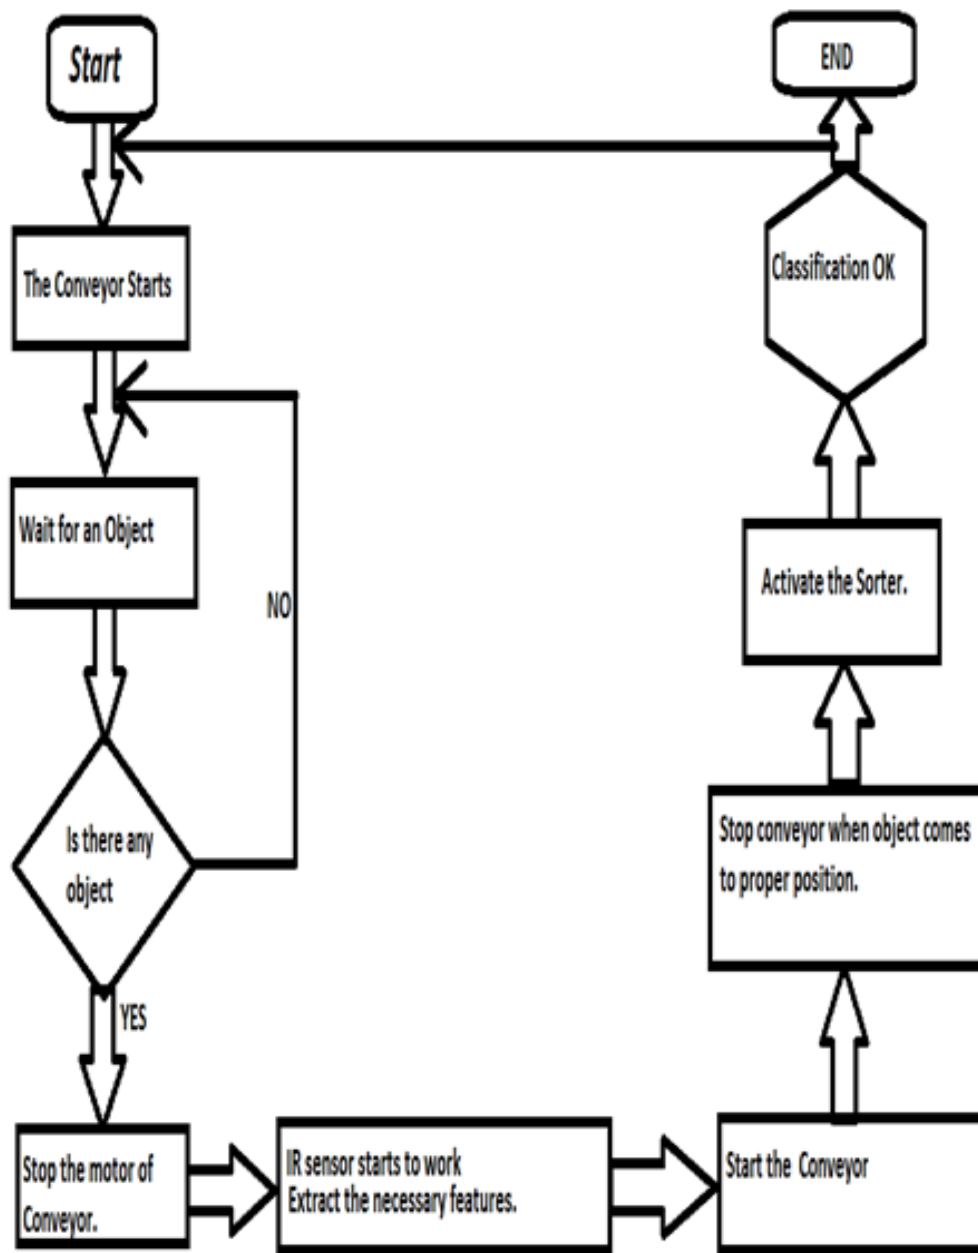 Start
The Conveyor Starts
Wait for an Object
Is there any
object
NO
YES
Stop the motor of
Conveyor.
IR sensor starts to work
Extract the necessary features.
Start the Conveyor
Stop conveyor when object comes
to proper position.
Activate the Sorter.
Classification OK
END